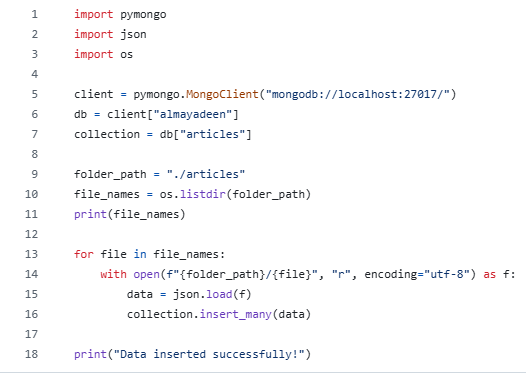 1 import pymongo
2 import json
3 import os
4
5 client = pymongo.MongoClient("mongodb://localhost:27017/")
6 db = client["almayadeen"]
7 collection = db["articles"]
8
9 folder_path = "./articles"
10 file_names = os.listdir(folder_path)
11 print(file_names)
12
13 for file in file_names:
14     with open(f"{folder_path}/{file}", "r", encoding="utf-8") as f:
15         data = json.load(f)
16         collection.insert_many(data)
17
18 print("Data inserted successfully!")